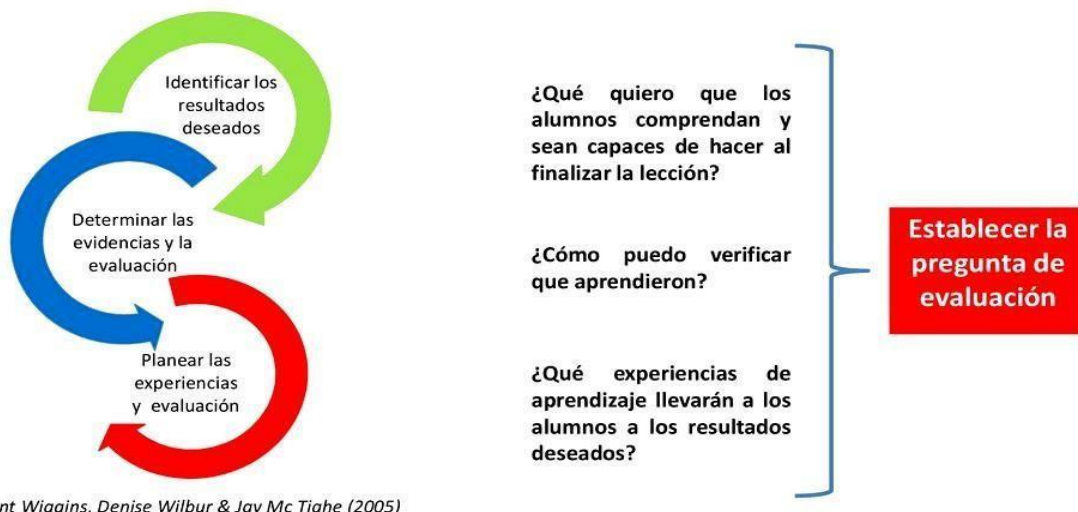 Identificar los
resultados
deseados
Determinar las
evidencias y la
evaluación
Planear las
experiencias
y evaluación
¿Qué quiero que los
alumnos comprendan y
sean capaces de hacer al
finalizar la lección?
¿Cómo puedo verificar
que aprendieron?
¿Qué experiencias de
aprendizaje llevarán a los
alumnos a los resultados
deseados?
Establecer la
pregunta de
evaluación
nt Wiggins, Denise Wilbur & Jay Mc Tighe (2005)